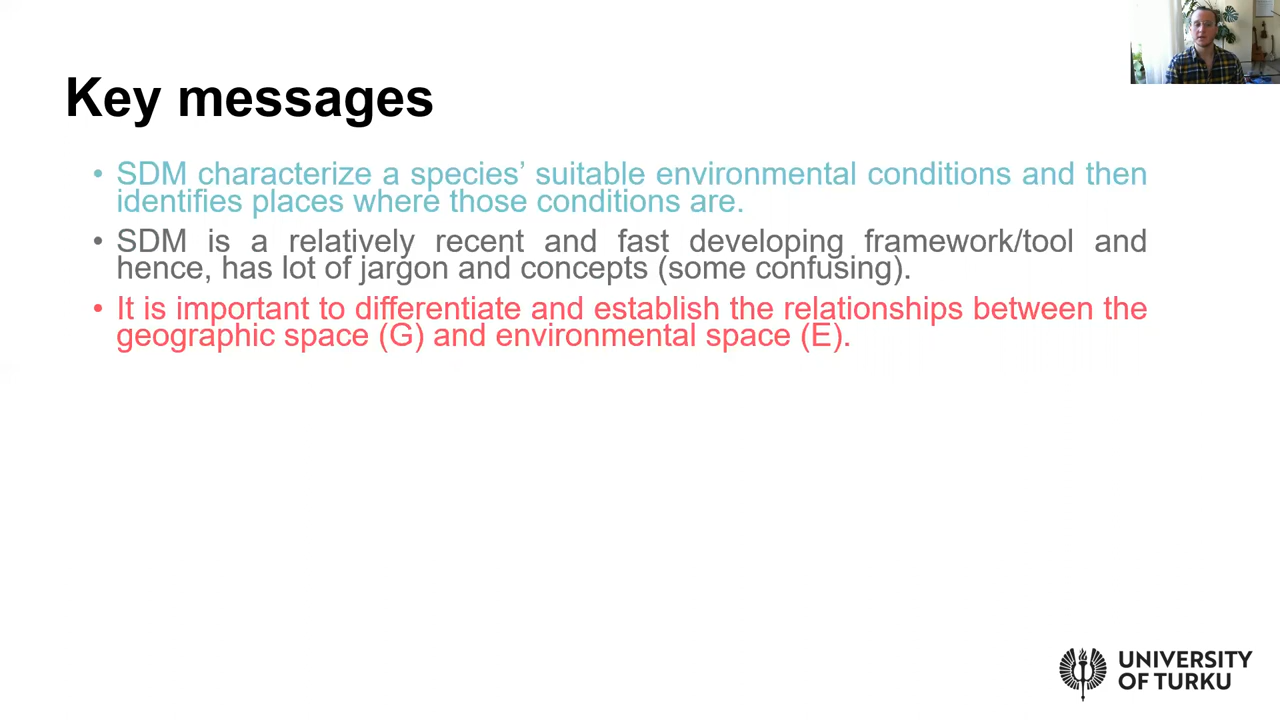 Key messages
• SDM characterize a species’ suitable environmental conditions and then
identifies places where those conditions are.
• SDM is a relatively recent and fast developing framework/tool and
hence, has lot of jargon and concepts (some confusing).
• It is important to differentiate and establish the relationships between the
geographic space (G) and environmental space (E).
UNIVERSITY
OF TURKU